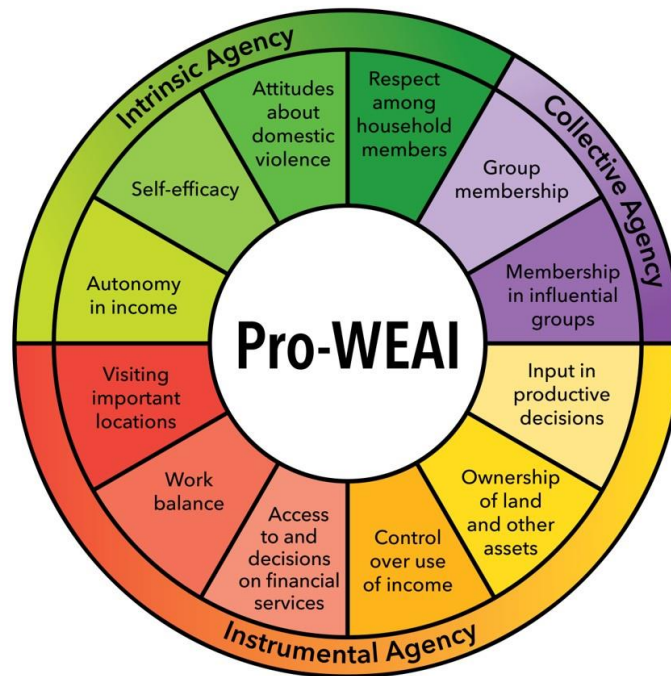 Intrinsic Agency
Collective Agency
Instrumental Agency
Attitudes
about
domestic
violence
Respect
among
household
members
Group
membership
Membership
in influential
groups
Input in
productive
decisions
Ownership
of land
and other
assets
Control
over use
of income
Access
to and
decisions
on financial
services
Work
balance
Visiting
important
locations
Autonomy
in income
Self-efficacy
Pro-WEAI